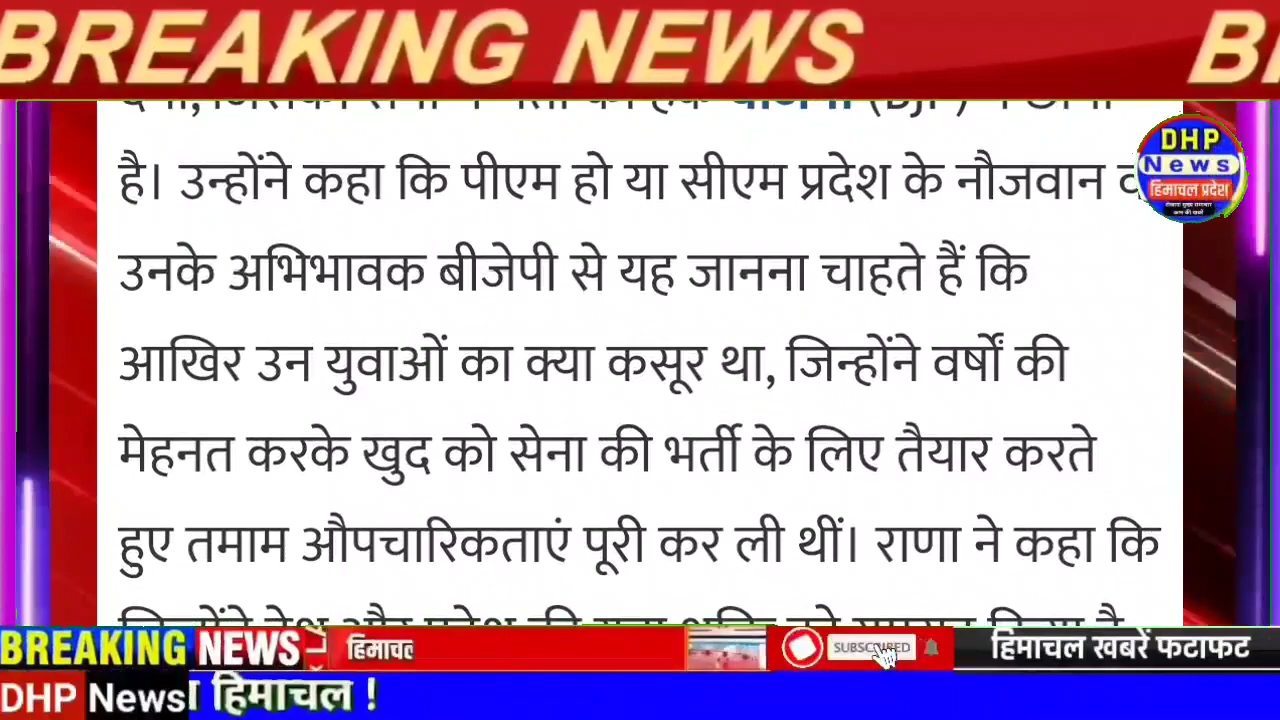 BREAKING NEWS
(BJP)
है। उन्होंने कहा कि पीएम हो या सीएम प्रदेश के नौजवान
उनके अभिभावक बीजेपी से यह जानना चाहते हैं कि
आखिर उन युवाओं का क्या कसूर था, जिन्होंने वर्षों की
मेहनत करके खुद को सेना की भर्ती के लिए तैयार करते
हुए तमाम औपचारिकताएं पूरी कर ली थीं। राणा ने कहा कि
DHP
News
हिमाचल प्रदेश
BREAKING NEWS
SUBSCRIBED
हिमाचल खबरें फटाफट
DHP News
हिमाचल !